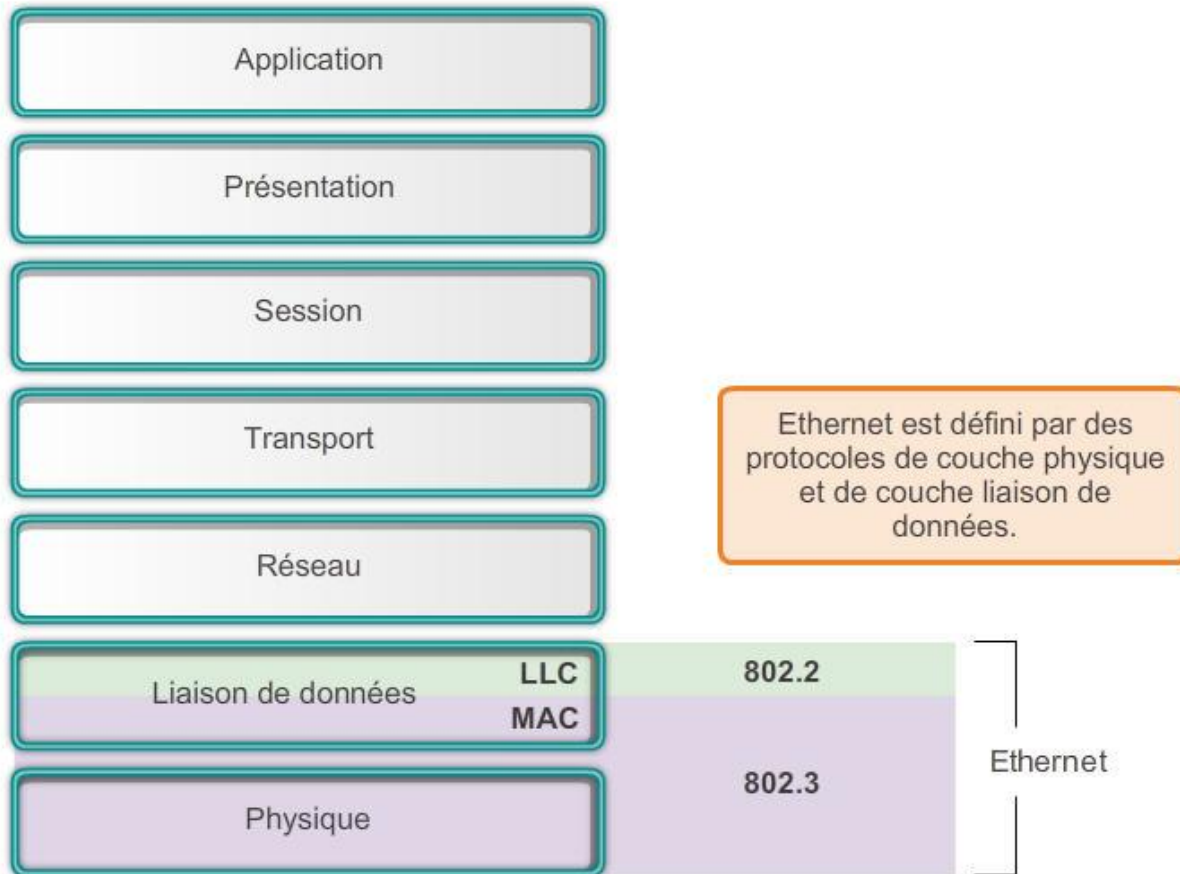 Application
Présentation
Session
Transport
Ethernet est défini par des
protocoles de couche physique
et de couche liaison de
données.
Réseau
Liaison de données
LLC
802.2
MAC
802.3
Ethernet
Physique